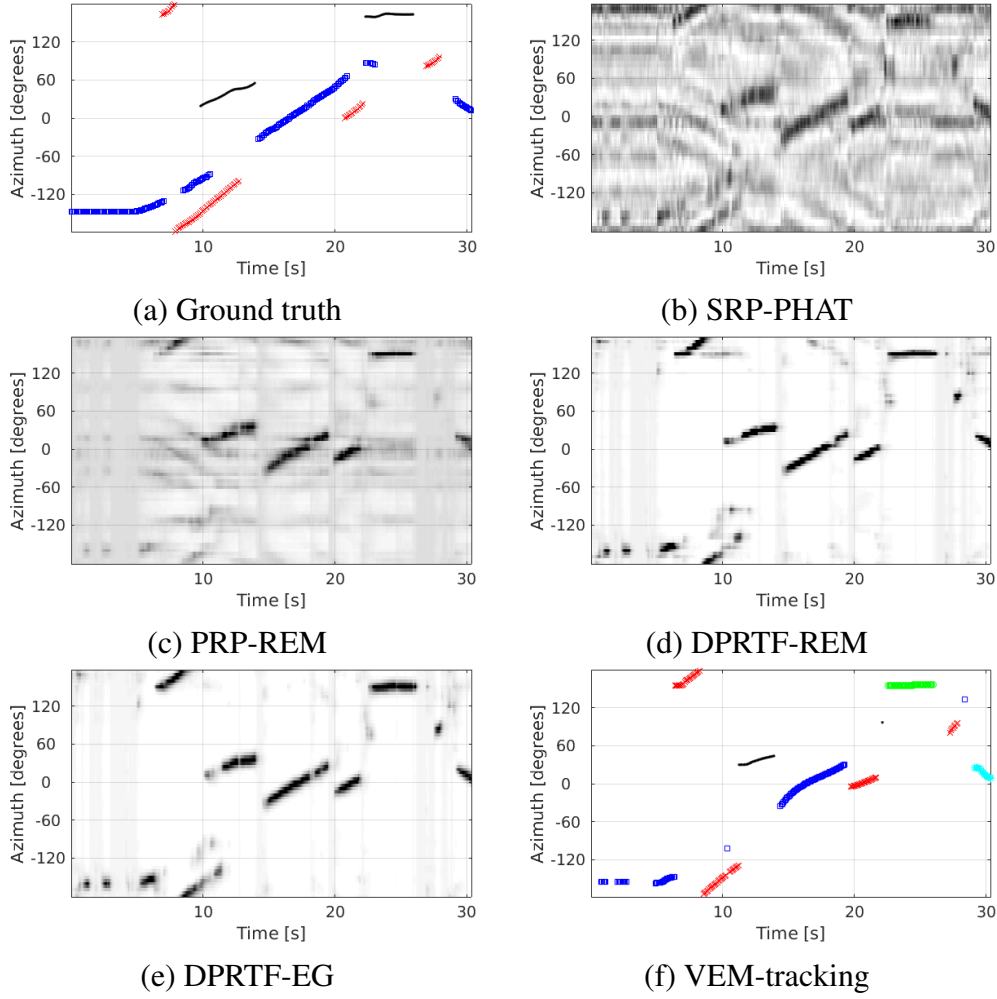 Azimuth [degrees]
120
60
0
-60
-120
10
20
30
Time [s]
(a) Ground truth
Azimuth [degrees]
120
60
0
-60
-120
10
20
30
Time [s]
(b) SRP-PHAT
Azimuth [degrees]
120
60
0
-60
-120
10
20
30
Time [s]
(c) PRP-REM
Azimuth [degrees]
120
60
0
-60
-120
10
20
30
Time [s]
(d) DPRTF-REM
Azimuth [degrees]
120
60
0
-60
-120
10
20
30
Time [s]
(e) DPRTF-EG
Azimuth [degrees]
120
60
0
-60
-120
10
20
30
Time [s]
(f) VEM-tracking